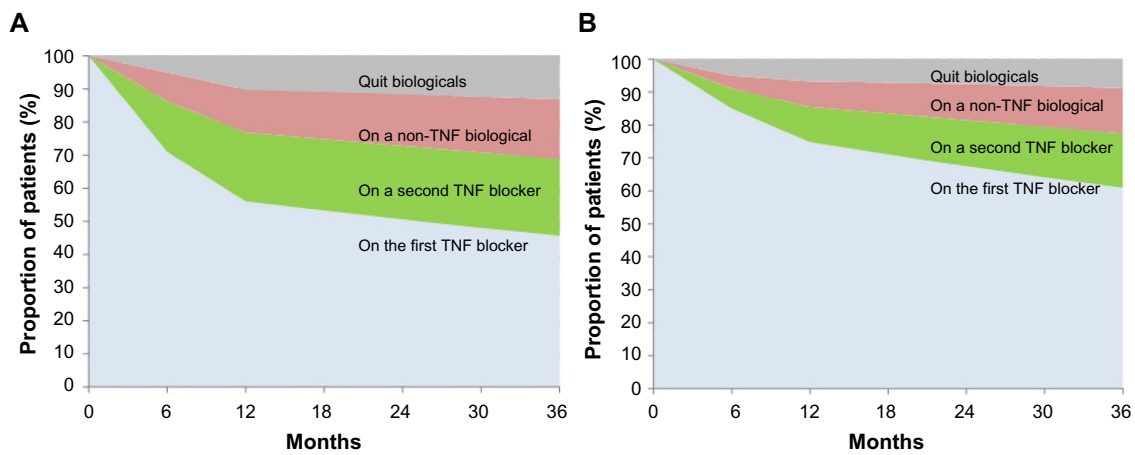 A
Proportion of patients (%)
100
90
80
70
60
50
40
30
20
10
0
Quit biologicals
On a non-TNF biological
On a second TNF blocker
On the first TNF blocker
0 6 12 18 24 30 36
Months
B
Proportion of patients (%)
100
90
80
70
60
50
40
30
20
10
0
Quit biologicals
On a non-TNF biological
On a second TNF blocker
On the first TNF blocker
0 6 12 18 24 30 36
Months